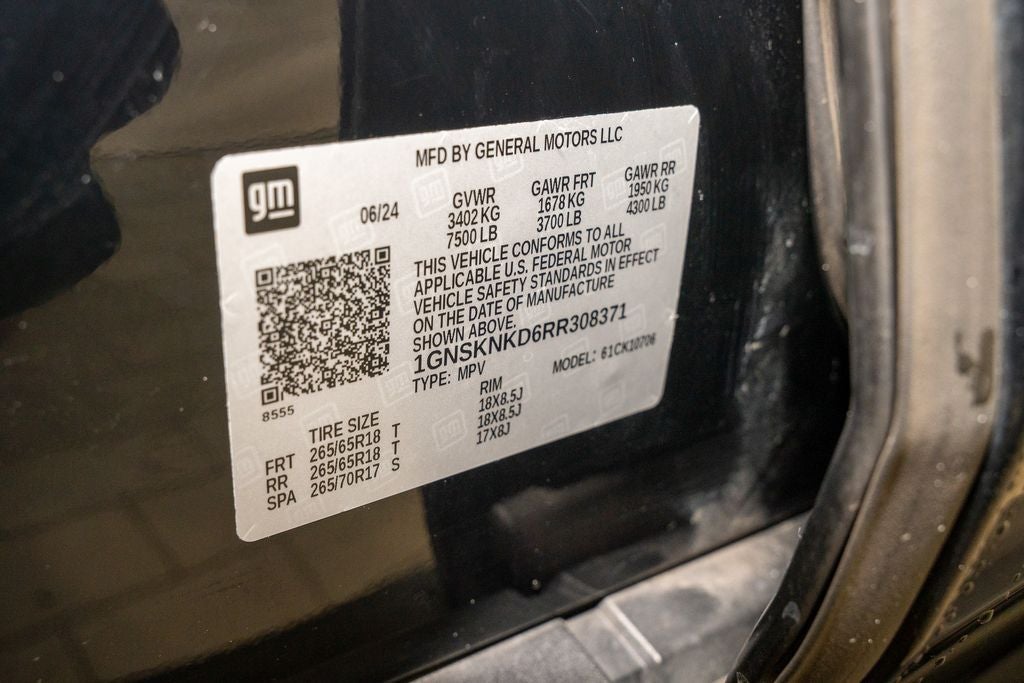 MFD BY GENERAL MOTORS LLC
gm
06/24
GVWR
3402 KG
7500 LB
GAWR FRT
1678 KG
3700 LB
GAWR RR
1950 KG
4300 LB
THIS VEHICLE CONFORMS TO ALL
APPLICABLE U.S. FEDERAL MOTOR
VEHICLE SAFETY STANDARDS IN EFFECT
ON THE DATE OF MANUFACTURE
SHOWN ABOVE.
1GNSKNKD6RR308371
TYPE: MPV
MODEL: 61CK10706
8555
TIRE SIZE
RIM
FRT 265/65R18 T 18X8.5J
RR 265/65R18 T 18X8.5J
SPA 265/70R17 S 17X8J